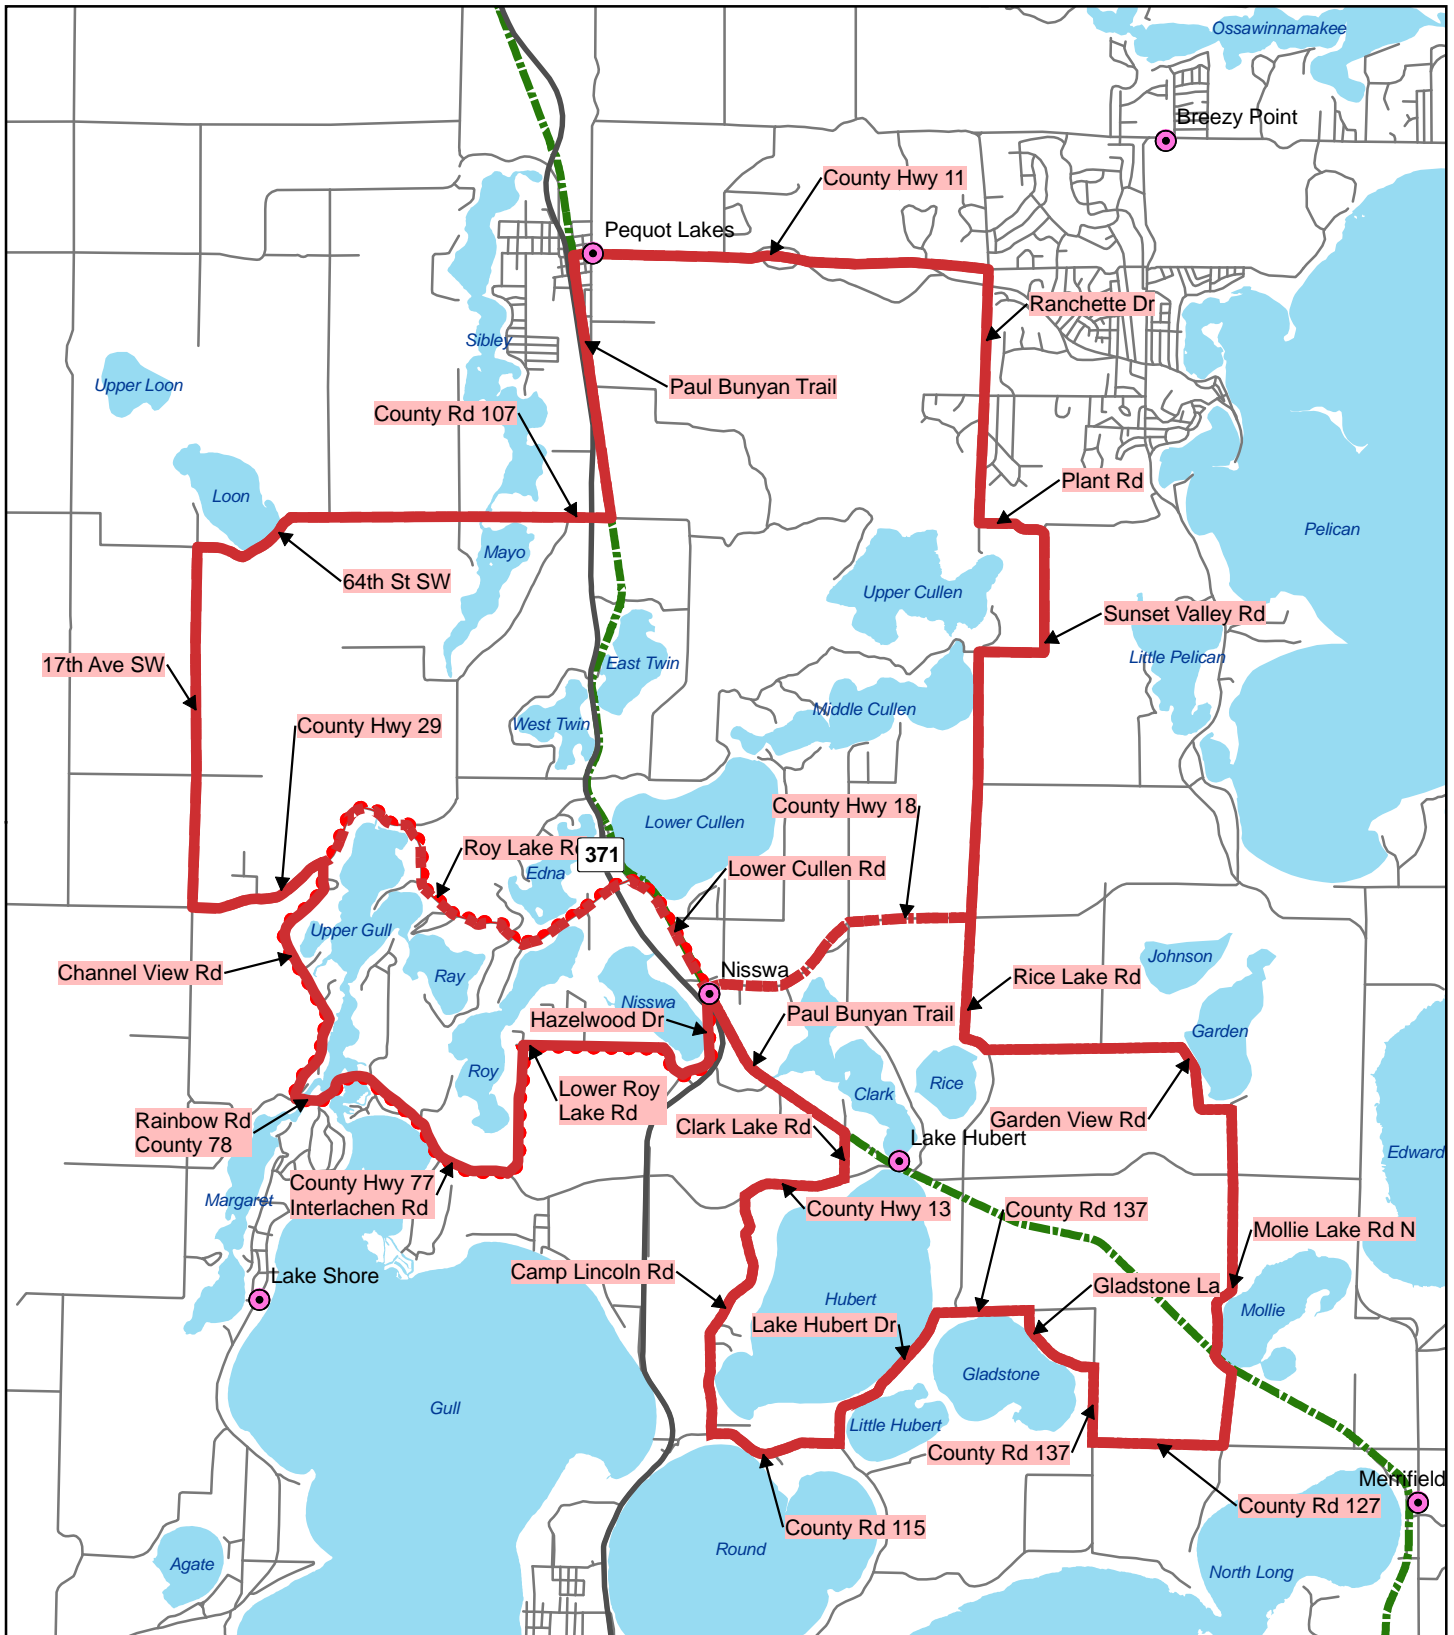 Ossawinnamakee
Breezy Point
County Hwy 11
Pequot Lakes
Ranchette Dr
Sibley
Upper Loon
Paul Bunyan Trail
County Rd 107
Plant Rd
Loon
Pelican
Mayo
64th St SW
Upper Cullen
Sunset Valley Rd
17th Ave SW
East Twin
Little Pelican
Middle Cullen
County Hwy 29
West Twin
County Hwy 18
Lower Cullen
Roy Lake R
371
Edna
Lower Cullen Rd
Upper Gull
Johnson
Channel View Rd
Ray
Nisswa
Rice Lake Rd
Nisswa
Hazelwood Dr
Paul Bunyan Trail
Garden
Roy
Rice
Clark
Lower Roy
Lake Rd
Rainbow Rd
County 78
Clark Lake Rd
Garden View Rd
Lake Hubert
Edward
County Hwy 77
Interlachen Rd
Margaret
County Hwy 13
County Rd 137
Mollie Lake Rd N
Lake Shore
Camp Lincoln Rd
Gladstone La
Hubert
Mollie
Lake Hubert Dr
Gladstone
Gull
Little Hubert
County Rd 137
Merrifield
County Rd 127
County Rd 115
Round
Agate
North Long